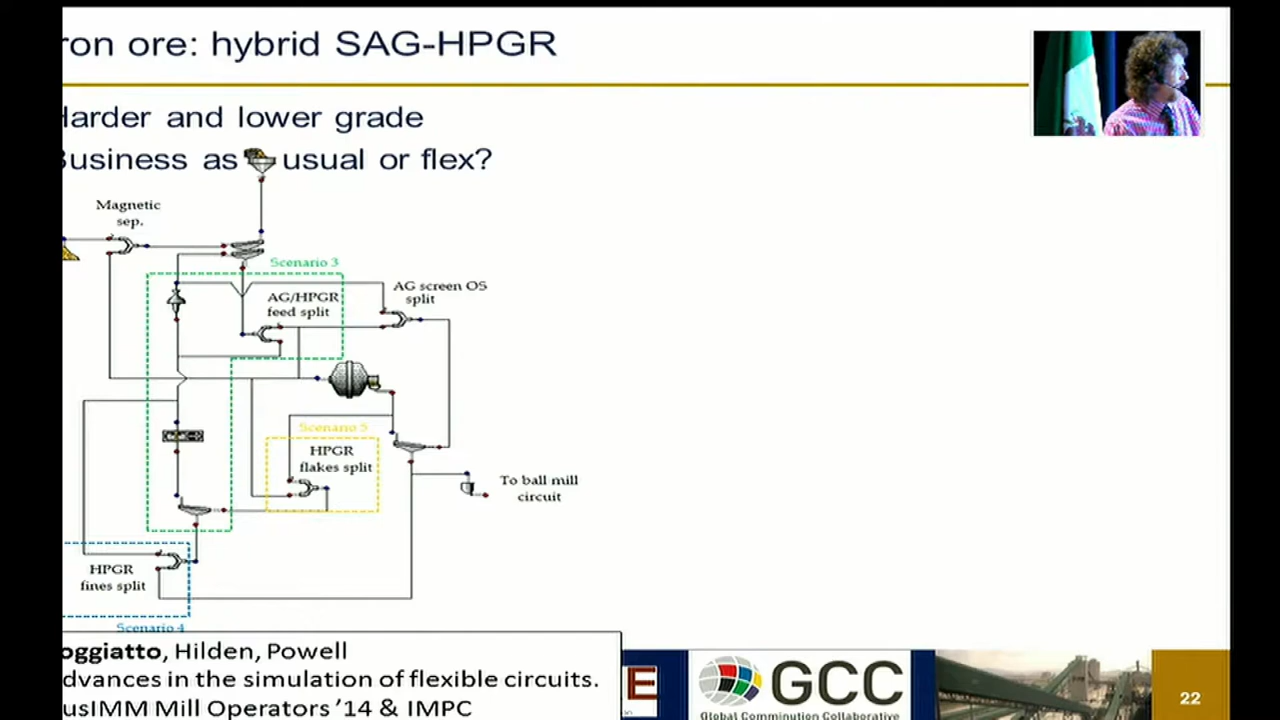 ron ore: hybrid SAG-HPGR
Harder and lower grade
Business as usual or flex?
Magnetic
sep.
Scenario 3
AG/HPGR
feed split
AG screen OS
split
Scenario 5
HPGR
flakes split
To ball mill
circuit
HPGR
fines split
Scenario 4
oggiatto, Hilden, Powell
dvances in the simulation of flexible circuits.
usIMM Mill Operators ’14 & IMPC
E
GCC
Global Comminution Collaborative
22